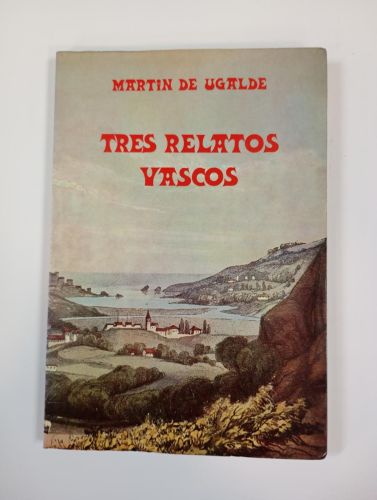 MARTIN DE UGALDE
TRES RELATOS
VASCOS